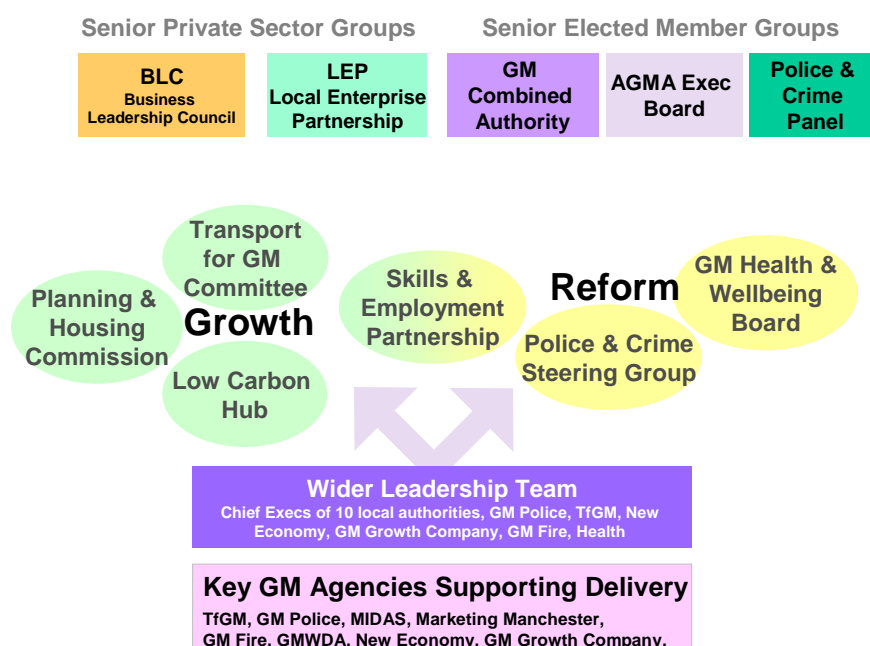 Senior Private Sector Groups
Senior Elected Member Groups
BLC
Business
Leadership Council
LEP
Local Enterprise
Partnership
GM
Combined
Authority
AGMA Exec
Board
Police &
Crime
Panel
Transport
for GM
Committee
Planning &
Housing
Commission
Growth
Low Carbon
Hub
Skills &
Employment
Partnership
Reform
GM Health &
Wellbeing
Board
Police & Crime
Steering Group
Wider Leadership Team
Chief Execs of 10 local authorities, GM Police, TfGM, New
Economy, GM Growth Company, GM Fire, Health
Key GM Agencies Supporting Delivery
TfGM, GM Police, MIDAS, Marketing Manchester,
GM Fire, GMWDA, New Economy, GM Growth Company,